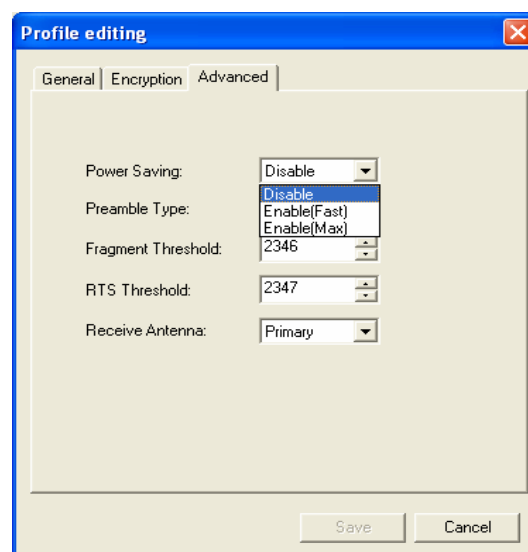 Profile editing
General
Encryption
Advanced
Power Saving:
Disable
Disable
Enable(Fast)
Enable(Max)
Preamble Type:
Fragment Threshold:
2346
RTS Threshold:
2347
Receive Antenna:
Primary
Save
Cancel